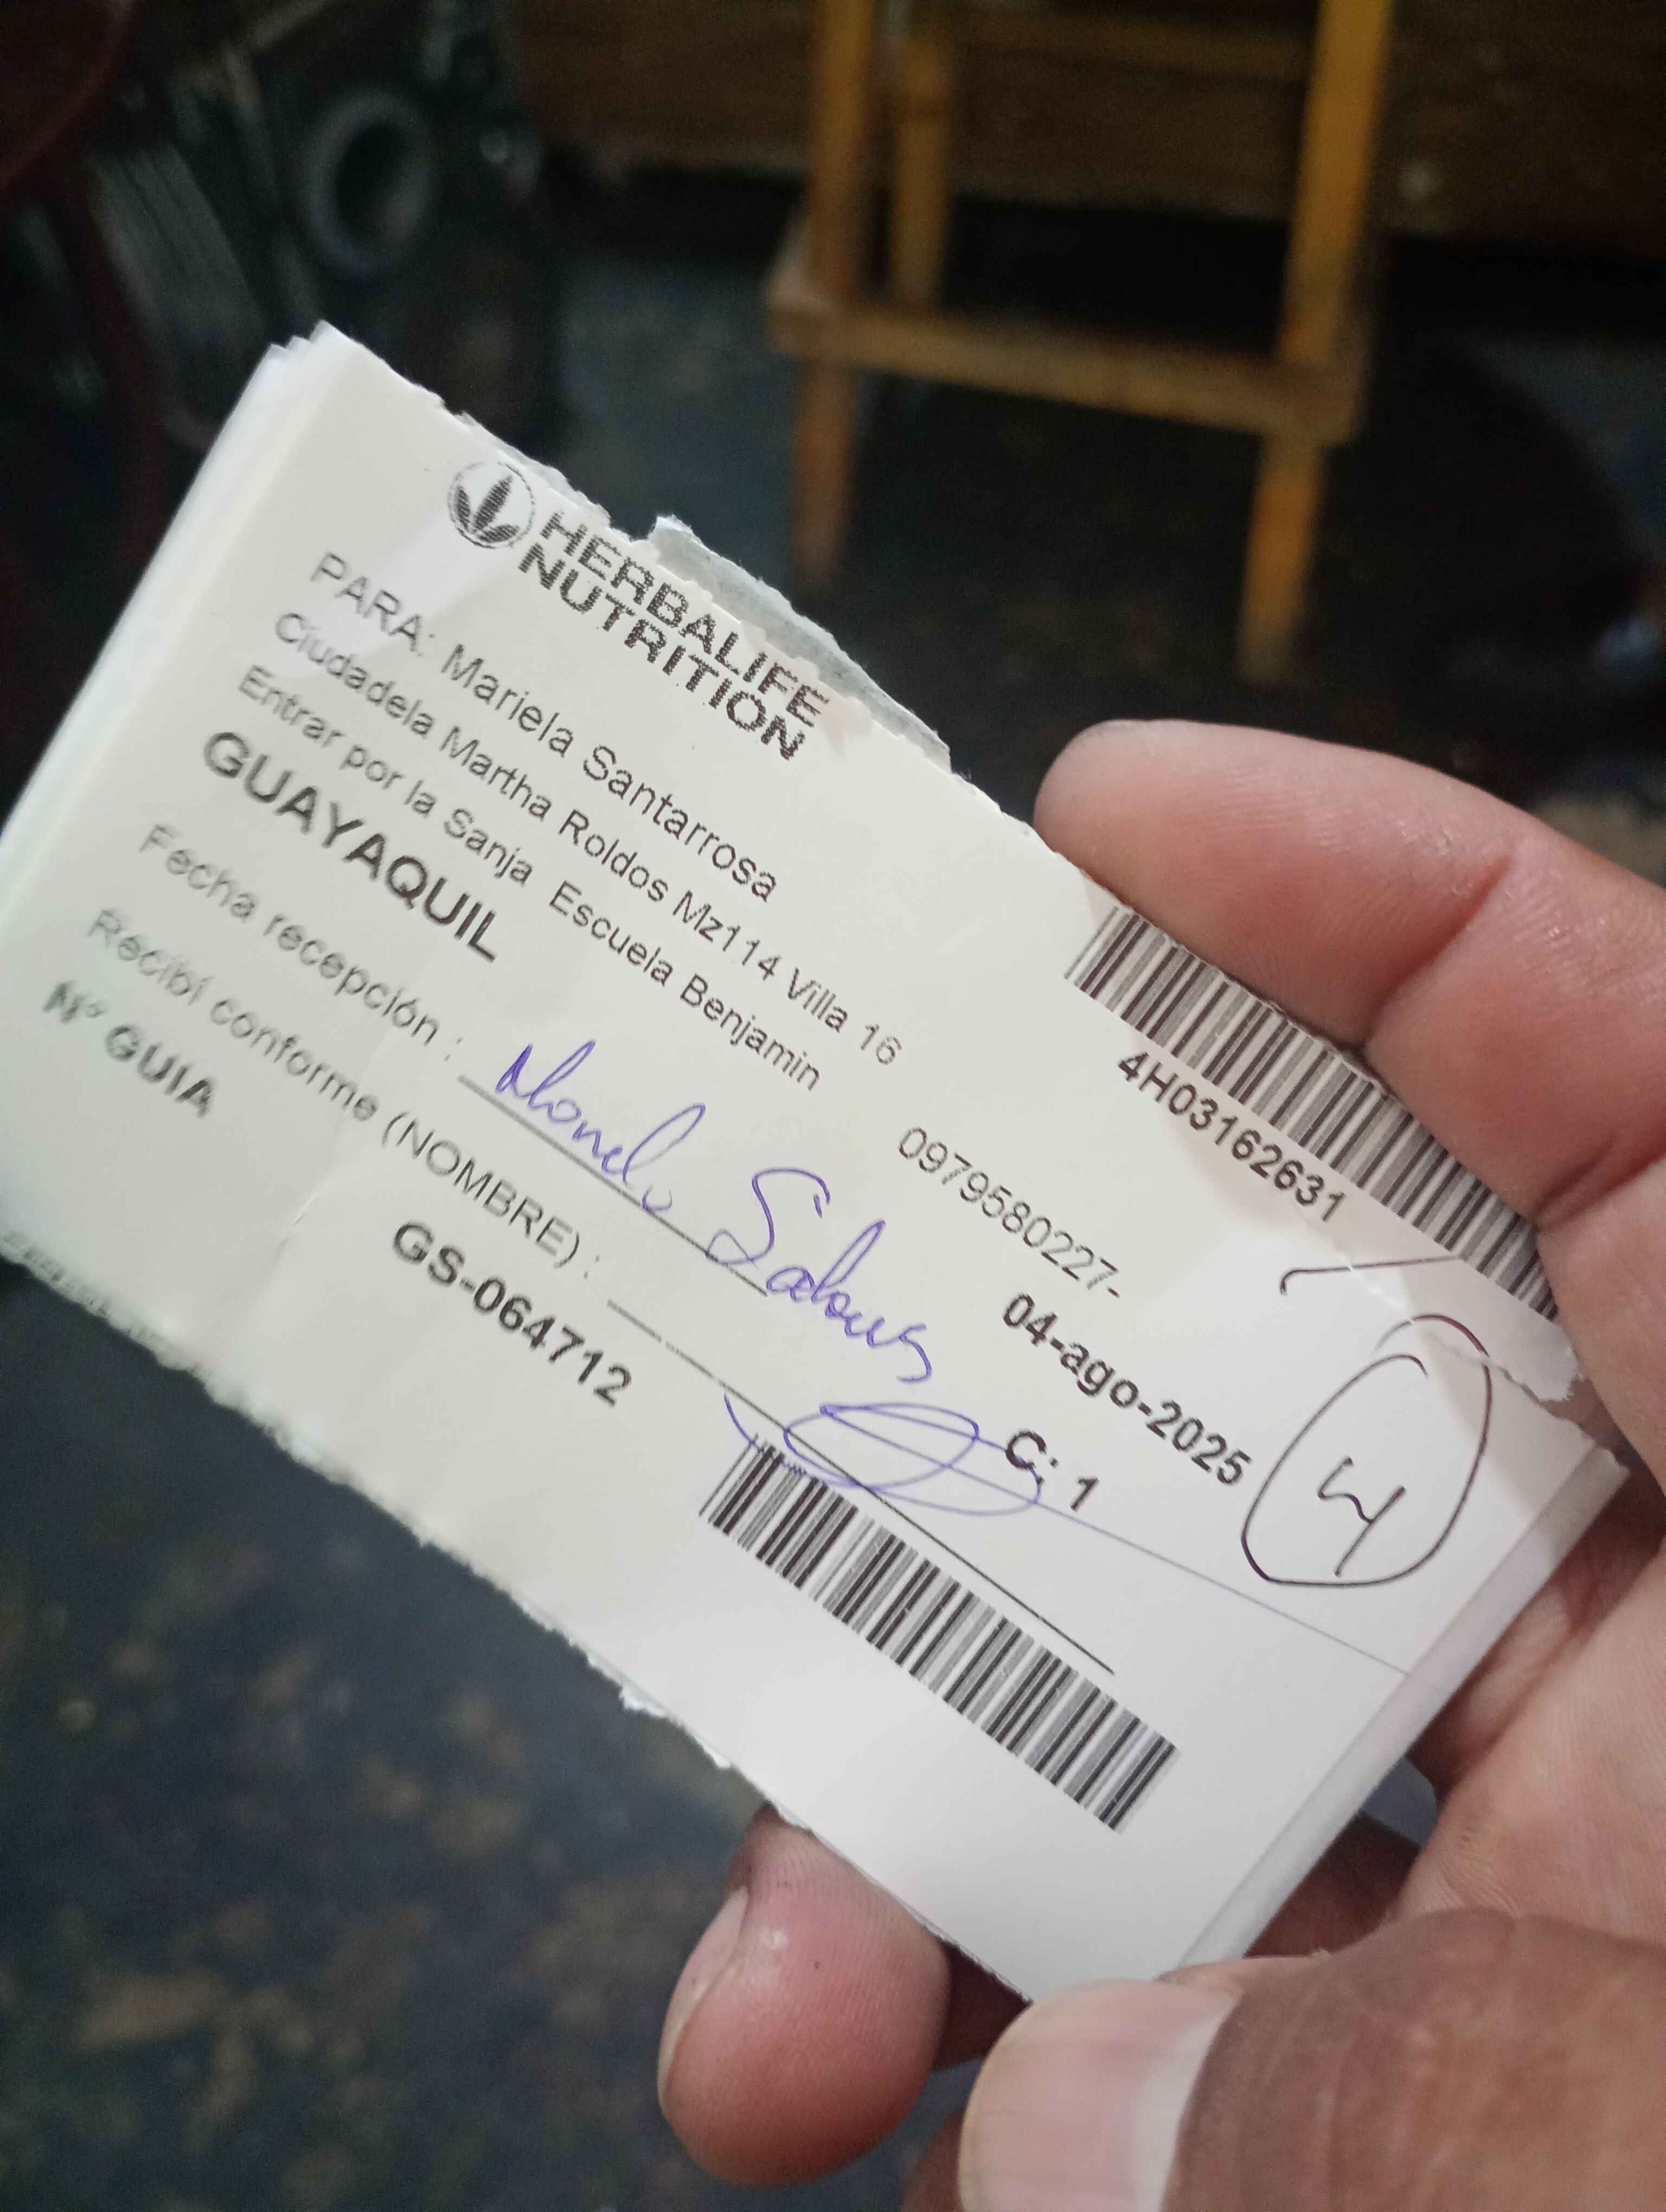 HERBALIFE
NUTRITION
4H03162631
PARA: Mariela Santarrosa
Ciudadela Martha Roldos Mz114 Villa 16
Entrar por la Sanja Escuela Benjamin
GUAYAQUIL
0979580227-
Fecha recepción :
04-ago-2025
Recibí conforme (NOMBRE) :
C: 1
4
Nº GUIA
GS-064712